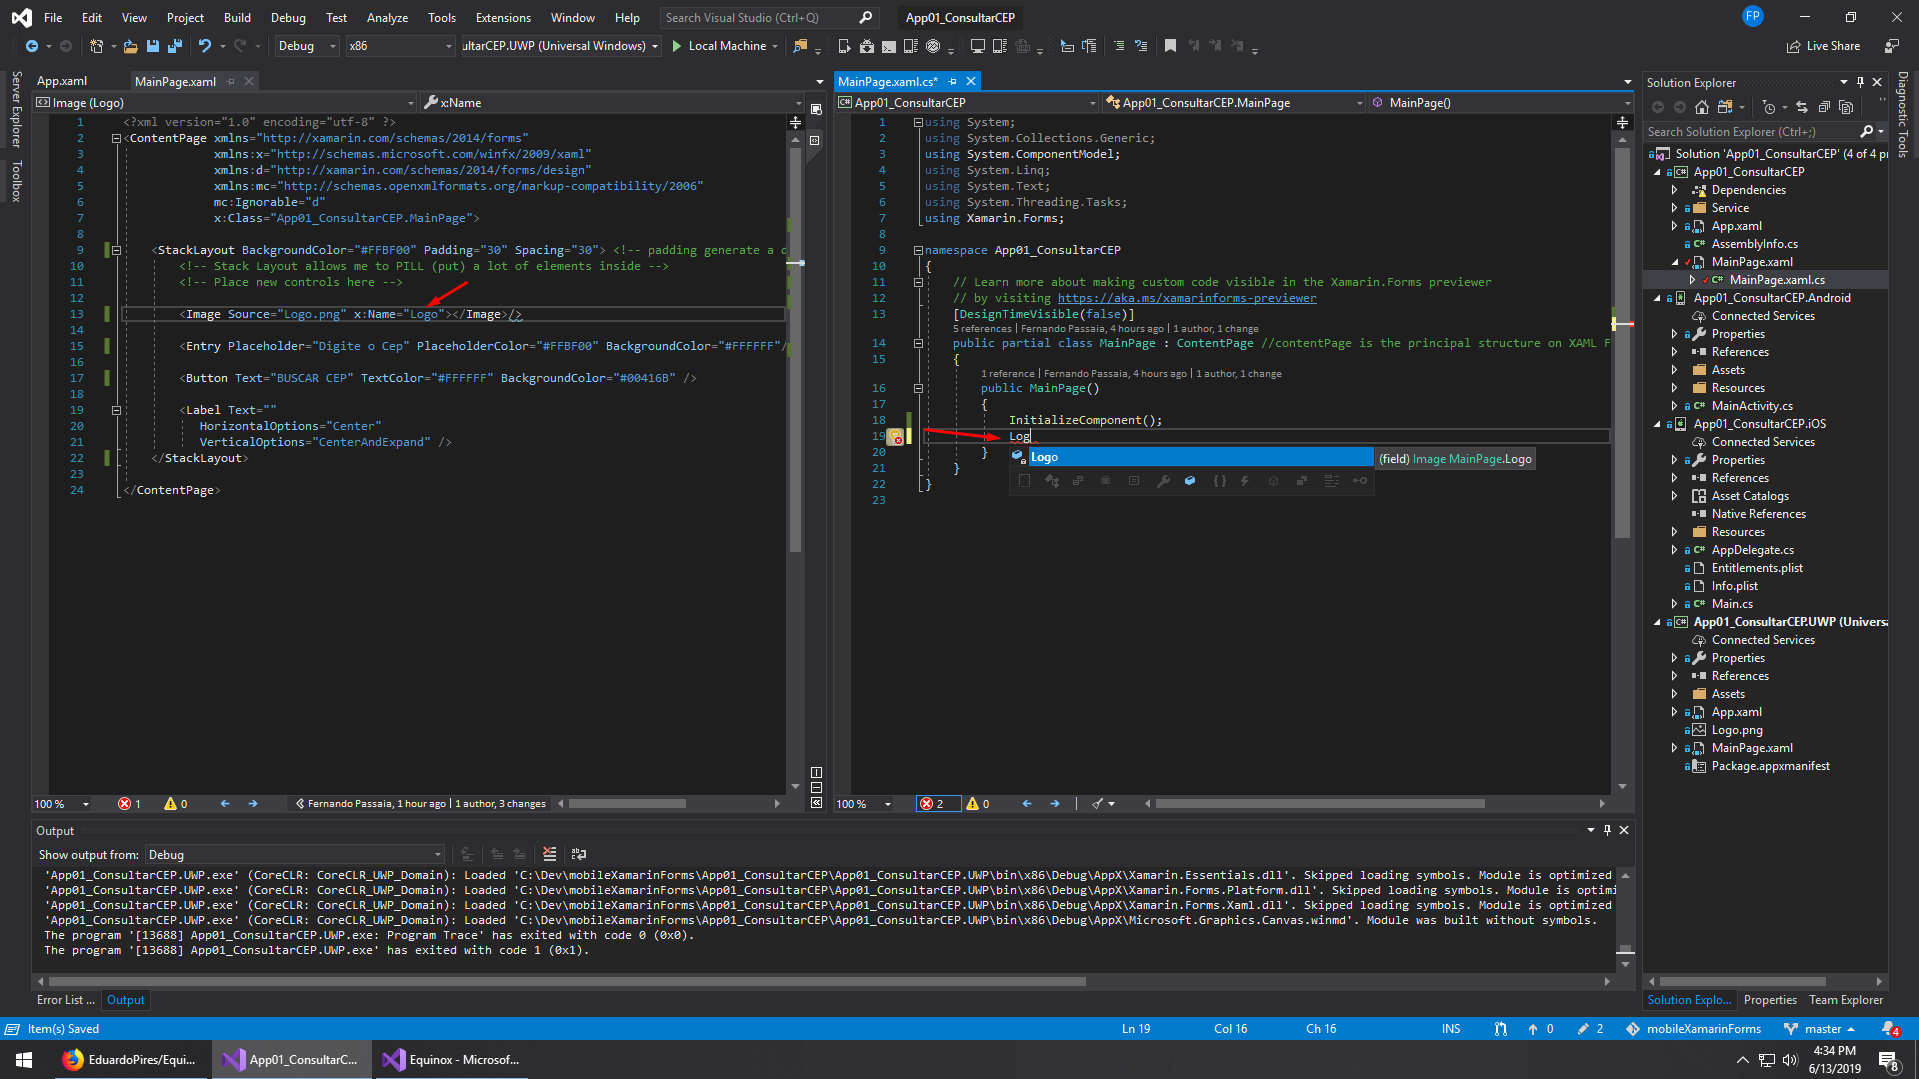 File Edit View Project Build Debug Test Analyze Tools Extensions Window Help Search Visual Studio (Ctrl+Q) App01_ConsultarCEP FP
Debug x86 ultarCEP.UWP (Universal Windows) Local Machine Live Share
Server Explorer
Toolbox
App.xaml MainPage.xaml
Image (Logo) x:Name
1 <?xml version="1.0" encoding="utf-8" ?>
2 <ContentPage xmlns="http://xamarin.com/schemas/2014/forms"
3 xmlns:x="http://schemas.microsoft.com/winfx/2009/xaml"
4 xmlns:d="http://xamarin.com/schemas/2014/forms/design"
5 xmlns:mc="http://schemas.openxmlformats.org/markup-compatibility/2006"
6 mc:Ignorable="d"
7 x:Class="App01_ConsultarCEP.MainPage">
8
9 <StackLayout BackgroundColor="#FFBF00" Padding="30" Spacing="30"> <!-- padding generate a
10 <!-- Stack Layout allows me to PILL (put) a lot of elements inside -->
11 <!-- Place new controls here -->
12
13 <Image Source="Logo.png" x:Name="Logo"></Image>/>
14
15 <Entry Placeholder="Digite o Cep" PlaceholderColor="#FFBF00" BackgroundColor="#FFFFFF"/
16
17 <Button Text="BUSCAR CEP" TextColor="#FFFFFF" BackgroundColor="#00416B" />
18
19 <Label Text=""
20 HorizontalOptions="Center"
21 VerticalOptions="CenterAndExpand" />
22 </StackLayout>
23
24 </ContentPage>
100 % 1 0 Fernando Passaia, 1 hour ago | 1 author, 3 changes
MainPage.xaml.cs*
App01_ConsultarCEP App01_ConsultarCEP.MainPage MainPage()
1 using System;
2 using System.Collections.Generic;
3 using System.ComponentModel;
4 using System.Linq;
5 using System.Text;
6 using System.Threading.Tasks;
7 using Xamarin.Forms;
8
9 namespace App01_ConsultarCEP
10 {
11 // Learn more about making custom code visible in the Xamarin.Forms previewer
12 // by visiting https://aka.ms/xamarinforms-previewer
13 [DesignTimeVisible(false)]
5 references | Fernando Passaia, 4 hours ago | 1 author, 1 change
14 public partial class MainPage : ContentPage //contentPage is the principal structure on XAML F
15 {
1 reference | Fernando Passaia, 4 hours ago | 1 author, 1 change
16 public MainPage()
17 {
18 InitializeComponent();
19 Log
20 }
21 }
22 }
23
Logo
(field) Image MainPage.Logo
100 % 2 0
Solution Explorer
Search Solution Explorer (Ctrl+;)
Solution 'App01_ConsultarCEP' (4 of 4 pr
App01_ConsultarCEP
Dependencies
Service
App.xaml
AssemblyInfo.cs
MainPage.xaml
MainPage.xaml.cs
App01_ConsultarCEP.Android
Connected Services
Properties
References
Assets
Resources
MainActivity.cs
App01_ConsultarCEP.iOS
Connected Services
Properties
References
Asset Catalogs
Native References
Resources
AppDelegate.cs
Entitlements.plist
Info.plist
Main.cs
App01_ConsultarCEP.UWP (Universa
Connected Services
Properties
References
Assets
App.xaml
Logo.png
MainPage.xaml
Package.appxmanifest
Diagnostic Tools
Output
Show output from: Debug
'App01_ConsultarCEP.UWP.exe' (CoreCLR: CoreCLR_UWP_Domain): Loaded 'C:\Dev\mobileXamarinForms\App01_ConsultarCEP\App01_ConsultarCEP.UWP\bin\x86\Debug\AppX\Xamarin.Essentials.dll'. Skipped loading symbols. Module is optimized
'App01_ConsultarCEP.UWP.exe' (CoreCLR: CoreCLR_UWP_Domain): Loaded 'C:\Dev\mobileXamarinForms\App01_ConsultarCEP\App01_ConsultarCEP.UWP\bin\x86\Debug\AppX\Xamarin.Forms.Platform.dll'. Skipped loading symbols. Module is optimi
'App01_ConsultarCEP.UWP.exe' (CoreCLR: CoreCLR_UWP_Domain): Loaded 'C:\Dev\mobileXamarinForms\App01_ConsultarCEP\App01_ConsultarCEP.UWP\bin\x86\Debug\AppX\Xamarin.Forms.Xaml.dll'. Skipped loading symbols. Module is optimized
'App01_ConsultarCEP.UWP.exe' (CoreCLR: CoreCLR_UWP_Domain): Loaded 'C:\Dev\mobileXamarinForms\App01_ConsultarCEP\App01_ConsultarCEP.UWP\bin\x86\Debug\AppX\Microsoft.Graphics.Canvas.winmd'. Module was built without symbols.
The program '[13688] App01_ConsultarCEP.UWP.exe: Program Trace' has exited with code 0 (0x0).
The program '[13688] App01_ConsultarCEP.UWP.exe' has exited with code 1 (0x1).
Error List ... Output
Solution Explo... Properties Team Explorer
Item(s) Saved Ln 19 Col 16 Ch 16 INS 0 2 mobileXamarinForms master 4
EduardoPires/Equi... App01_ConsultarC... Equinox - Microsof... 4:34 PM
6/13/2019 8